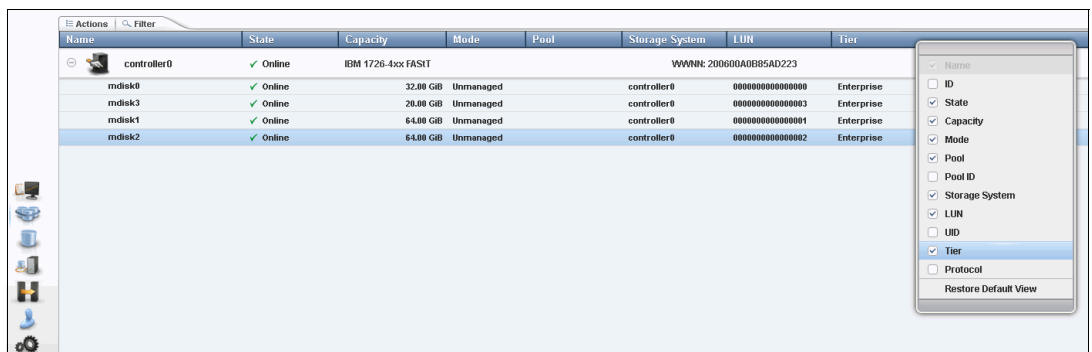 Actions | Filter
Name State Capacity Mode Pool Storage System LUN Tier
controller0 Online IBM 1726-4xx FAStT WWNN: 200600A0B85AD223
mdisk0 Online 32.00 GiB Unmanaged controller0 0000000000000000 Enterprise
mdisk3 Online 20.00 GiB Unmanaged controller0 0000000000000003 Enterprise
mdisk1 Online 64.00 GiB Unmanaged controller0 0000000000000001 Enterprise
mdisk2 Online 64.00 GiB Unmanaged controller0 0000000000000002 Enterprise
Name
ID
State
Capacity
Mode
Pool
Pool ID
Storage System
LUN
UID
Tier
Protocol
Restore Default View